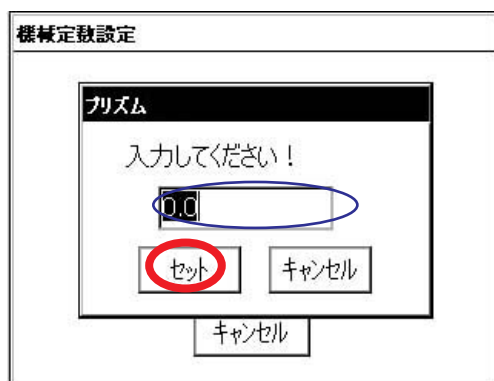 機械定数設定
プリズム
入力してください！
0.0
セット キャンセル
キャンセル